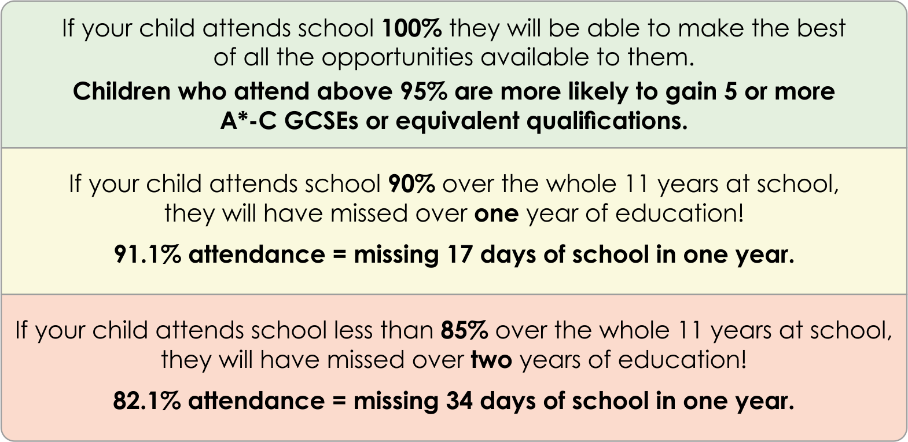 If your child attends school 100% they will be able to make the best
of all the opportunities available to them.
Children who attend above 95% are more likely to gain 5 or more
A*-C GCSEs or equivalent qualifications.
If your child attends school 90% over the whole 11 years at school,
they will have missed over one year of education!
91.1% attendance = missing 17 days of school in one year.
If your child attends school less than 85% over the whole 11 years at school,
they will have missed over two years of education!
82.1% attendance = missing 34 days of school in one year.